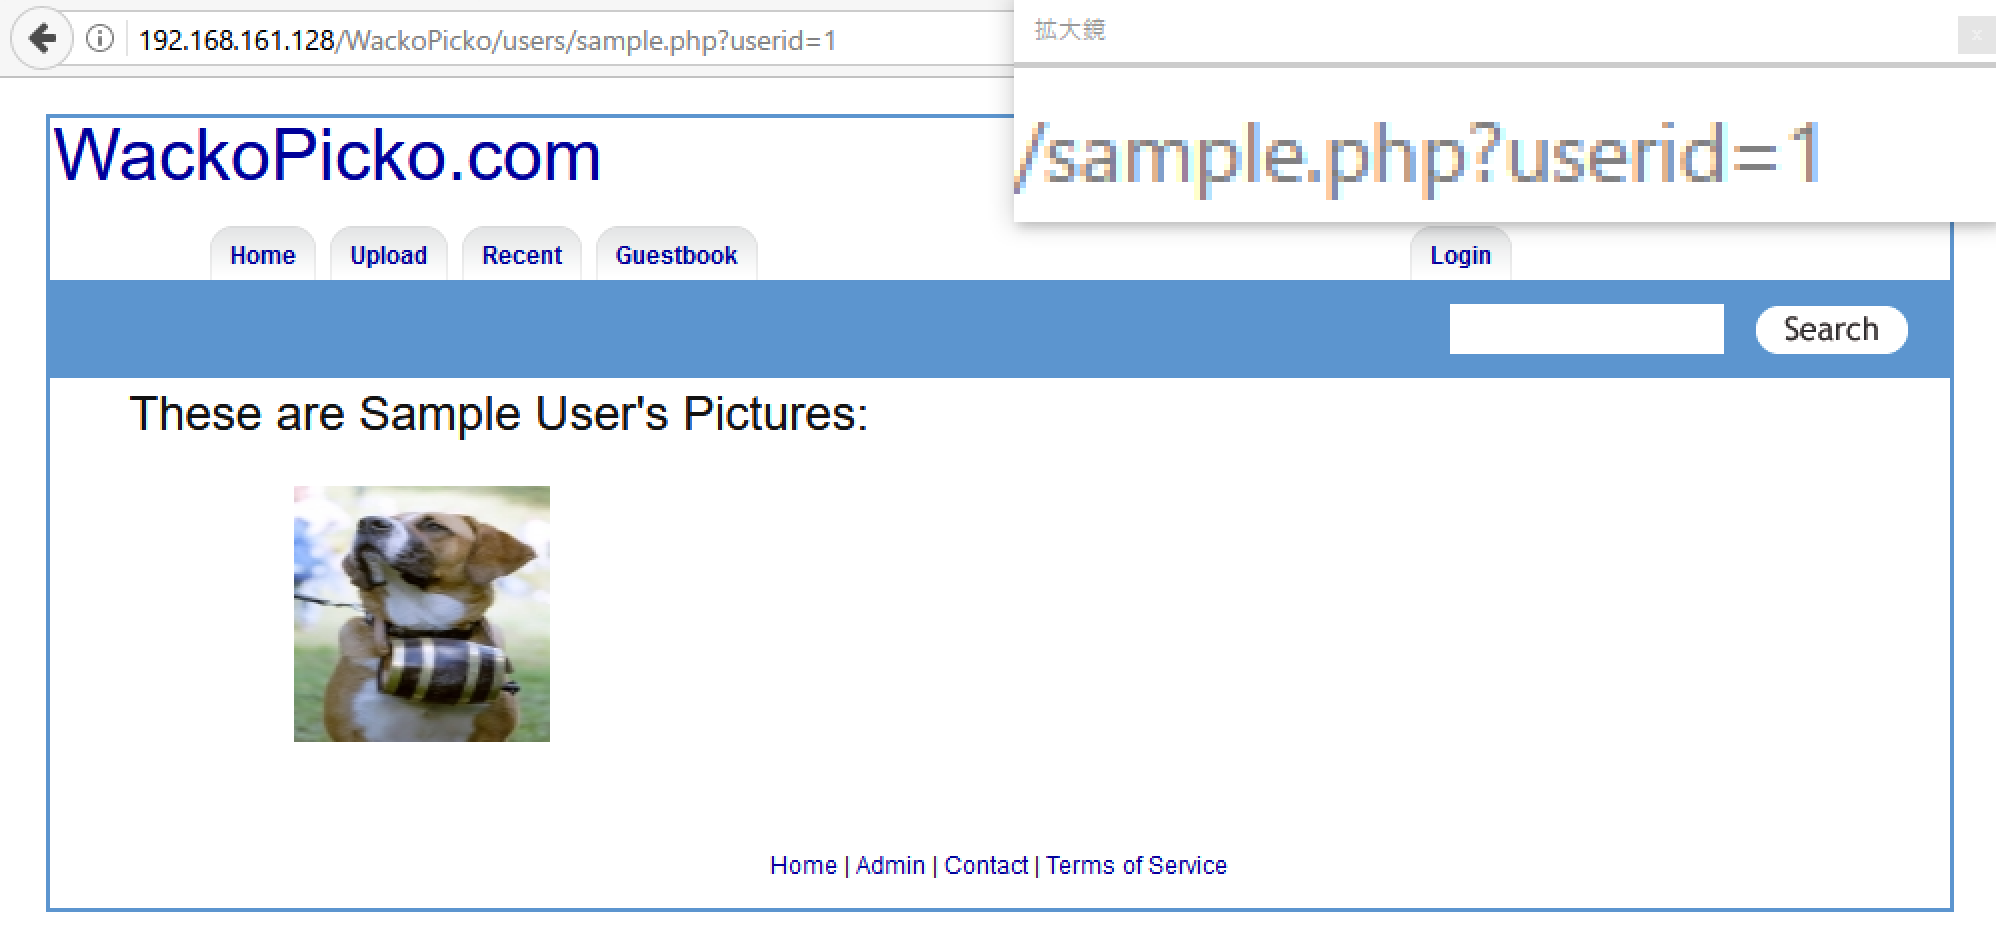 192.168.161.128/WackoPicko/users/sample.php?userid=1
拡大鏡
x
/sample.php?userid=1
WackoPicko.com
Home Upload Recent Guestbook Login
Search
These are Sample User's Pictures:
Home | Admin | Contact | Terms of Service